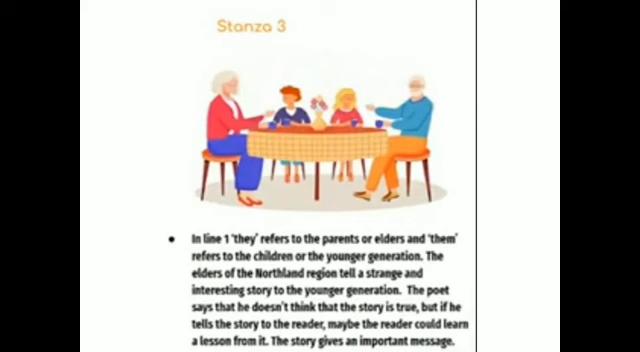 Stanza 3
● In line 1 'they' refers to the parents or elders and 'them'
refers to the children or the younger generation. The
elders of the Northland region tell a strange and
interesting story to the younger generation. The poet
says that he doesn't think that the story is true, but if he
tells the story to the reader, maybe the reader could learn
a lesson from it. The story gives an important message.